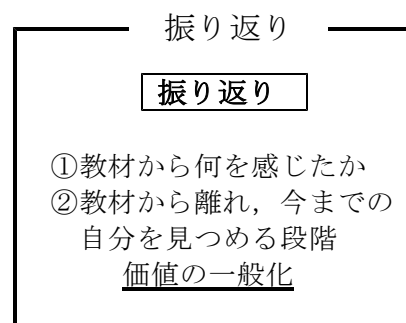 振り返り
振り返り
①教材から何を感じたか
②教材から離れ，今までの
自分を見つめる段階
価値の一般化